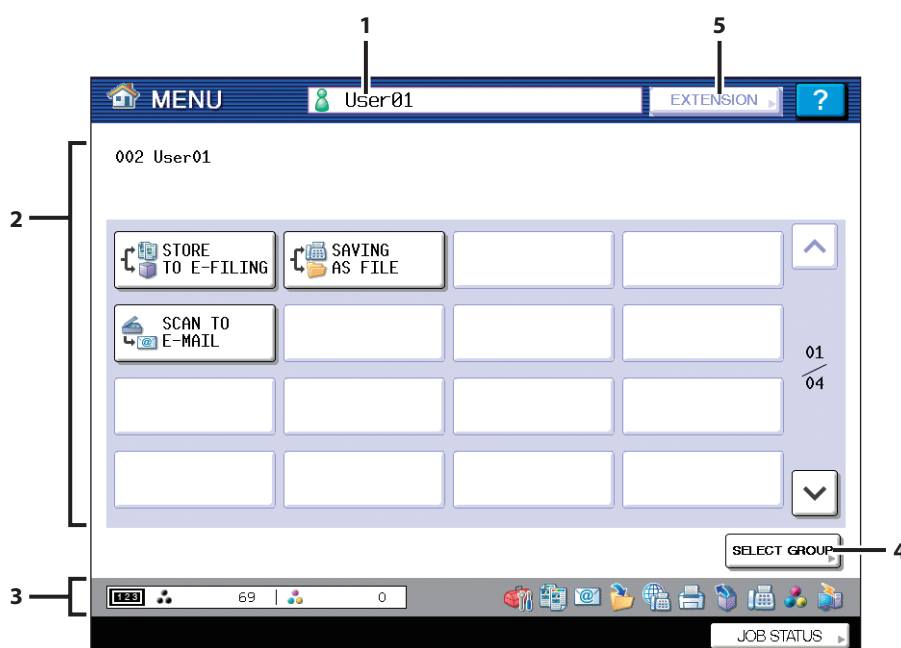 1 5
MENU User01 EXTENSION ?
002 User01
2
STORE TO E-FILING
SAVING AS FILE
SCAN TO E-MAIL
01
04
SELECT GROUP 4
3 123 69 0
JOB STATUS